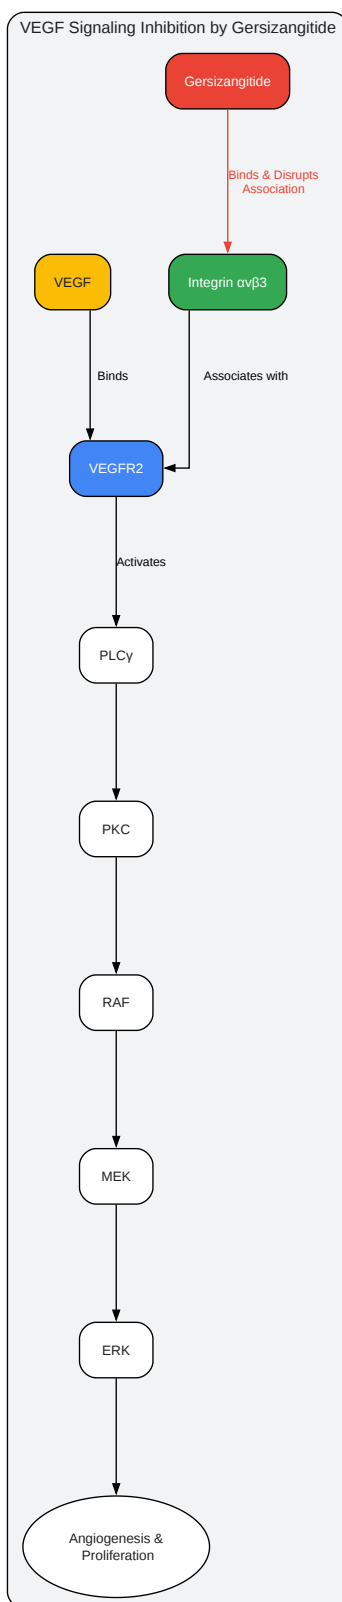 VEGF Signaling Inhibition by Gersizangitide
Gersizangitide
Binds & Disrupts
Association
VEGF
Integrin αvβ3
Binds
Associates with
VEGFR2
Activates
PLCγ
PKC
RAF
MEK
ERK
Angiogenesis &
Proliferation